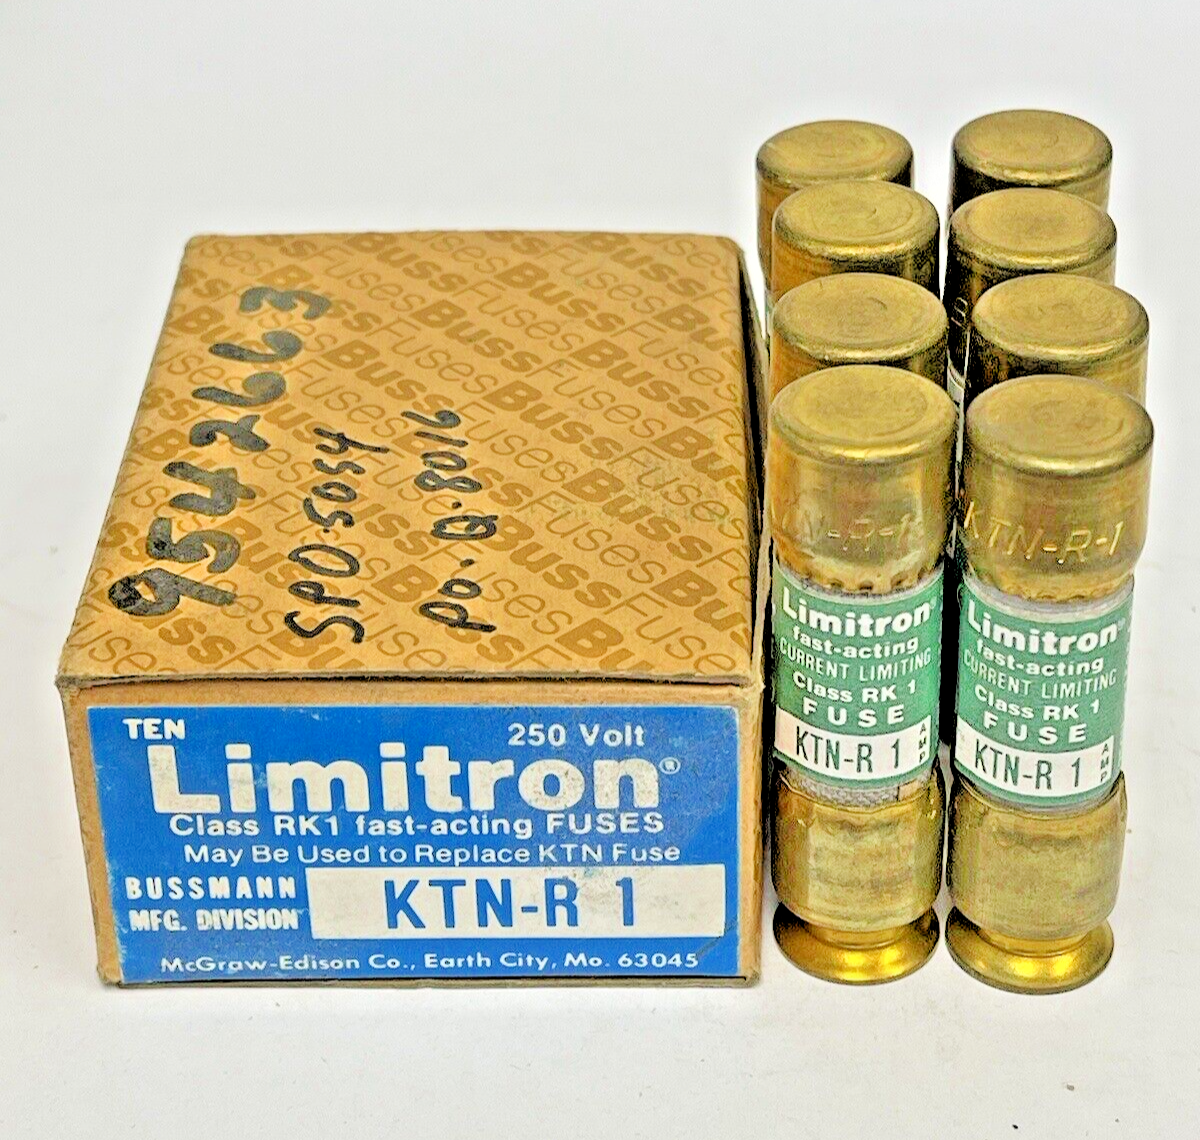 9542663
SPO.5054
PO.Q.8016
BussFuses
TEN
250 Volt
Limitron®
Class RK1 fast-acting FUSES
May Be Used to Replace KTN Fuse
BUSSMANN
MFG. DIVISION
KTN-R 1
McGraw-Edison Co., Earth City, Mo. 63045
KTN-R-1
Limitron®
fast-acting
CURRENT LIMITING
Class RK 1
FUSE
KTN-R 1 AMP
KTN-R-1
Limitron®
fast-acting
CURRENT LIMITING
Class RK 1
FUSE
KTN-R 1 AMP